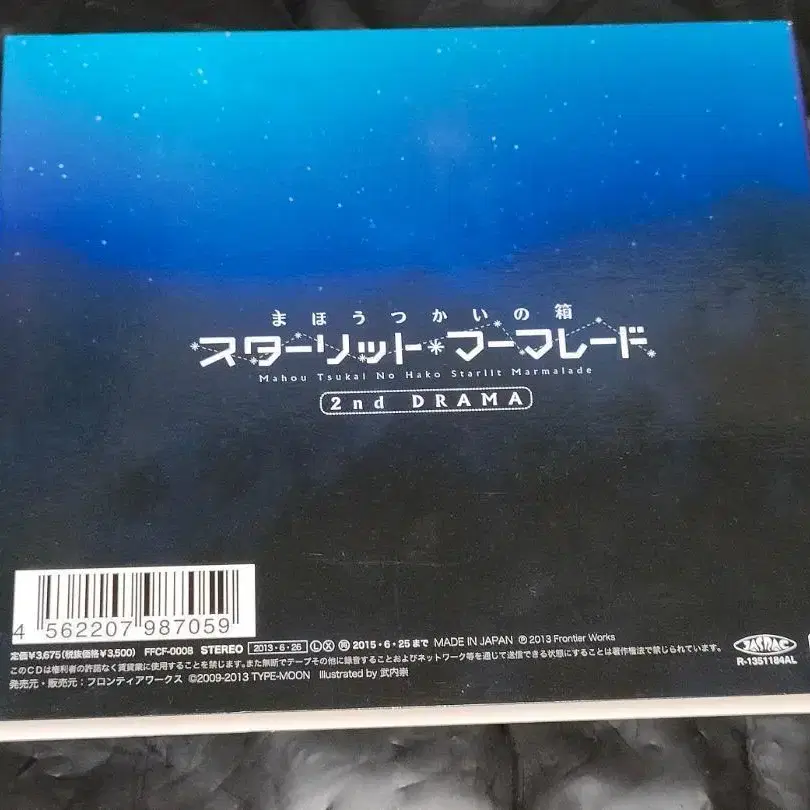 まほうつかいの箱
スターリット*マーマレード
Mahou Tsukai No Hako Starlit Marmalade
2nd DRAMA
4 562207 987059
定価¥3,675(税抜価格¥3,500) FFCF-0008 STEREO 2013・6・26 Ⓛ Ⓧ Ⓡ 2015・6・25まで MADE IN JAPAN Ⓟ2013 Frontier Works
このCDは権利者の許諾なく賃貸業に使用することを禁じます。また無断でテープその他に録音することおよびネットワーク等を通じて送信できる状態にすることは著作権法で禁じられています。
発売元・販売元:フロンティアワークス ©2009-2013 TYPE-MOON Illustrated by 武内崇
JASRAC
R-1351184AL